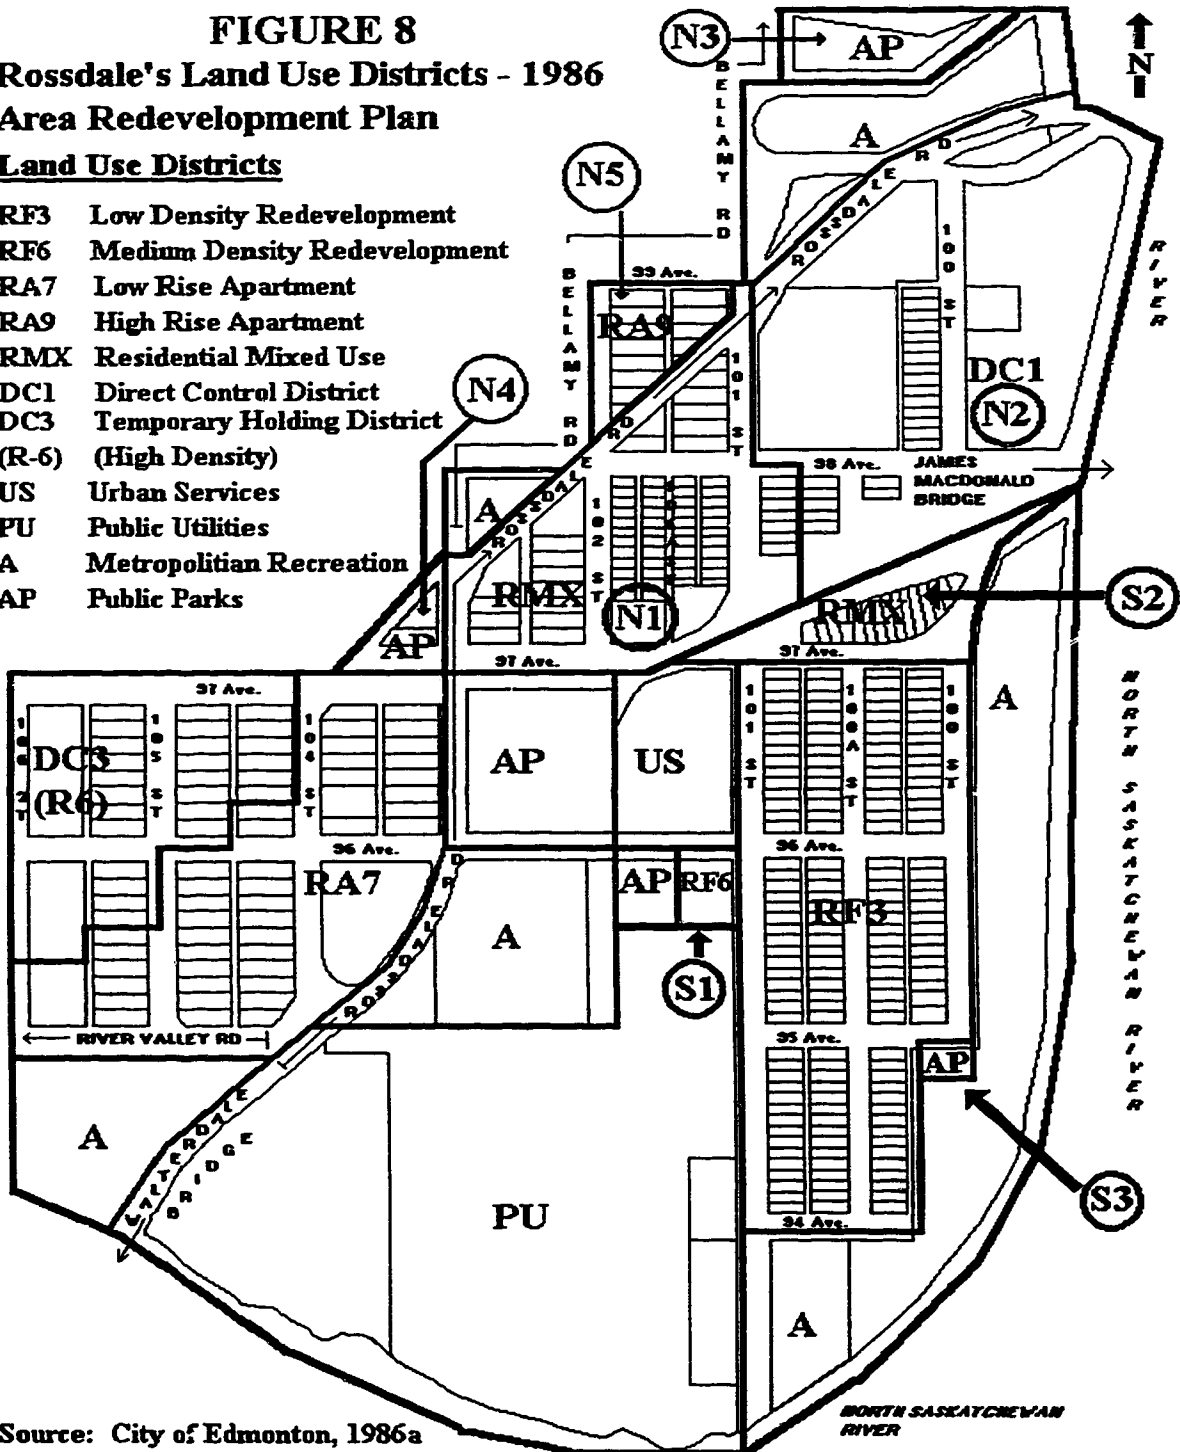 FIGURE 8
Rossdale's Land Use Districts - 1986
Area Redevelopment Plan
Land Use Districts
RF3 Low Density Redevelopment
RF6 Medium Density Redevelopment
RA7 Low Rise Apartment
RA9 High Rise Apartment
RMX Residential Mixed Use
DC1 Direct Control District
DC3 Temporary Holding District
(R-6) (High Density)
US Urban Services
PU Public Utilities
A Metropolitian Recreation
AP Public Parks
N3
AP
N
BELLAMY RD
A
ROSSDALE RD
N5
RIVER
100 ST
99 Ave.
BELLAMY RD
RA9
101 ST
DC1
N2
N4
RD
98 Ave.
JAMES
MACDONALD
BRIDGE
A
ROSSDALE
102 ST
RMX
N1
RMX
S2
AP
97 Ave.
97 Ave.
97 Ave.
106 ST
DC3
(R6)
105 ST
104 ST
AP
US
101 ST
100A ST
100 ST
A
NORTH SASKATCHEWAN RIVER
96 Ave.
96 Ave.
RA7
AP
RF6
RF3
A
ROSSDALE RD
S1
RIVER VALLEY RD
95 Ave.
AP
A
WALTERDALE
BRIDGE
PU
S3
94 Ave.
A
NORTH SASKATCHEWAN
RIVER
Source: City of Edmonton, 1986a